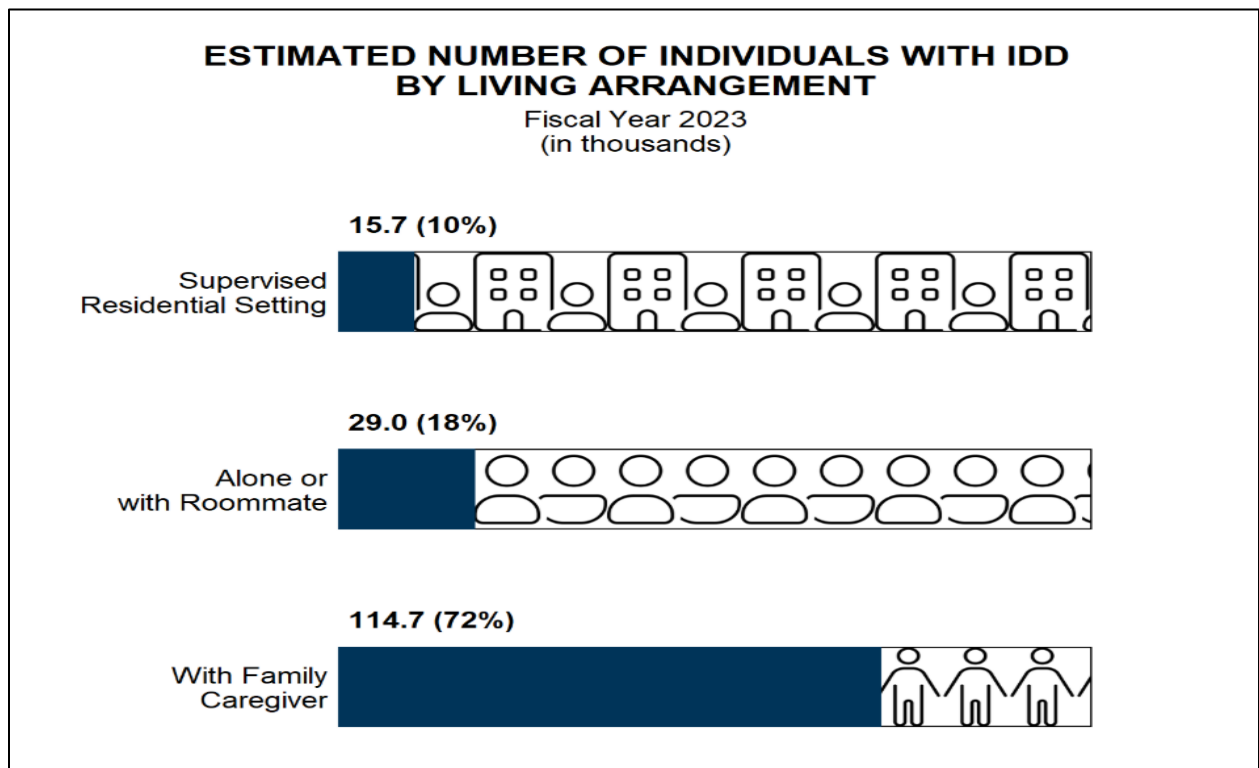 ESTIMATED NUMBER OF INDIVIDUALS WITH IDD
BY LIVING ARRANGEMENT
Fiscal Year 2023
(in thousands)
15.7 (10%)
Supervised
Residential Setting
29.0 (18%)
Alone or
with Roommate
114.7 (72%)
With Family
Caregiver